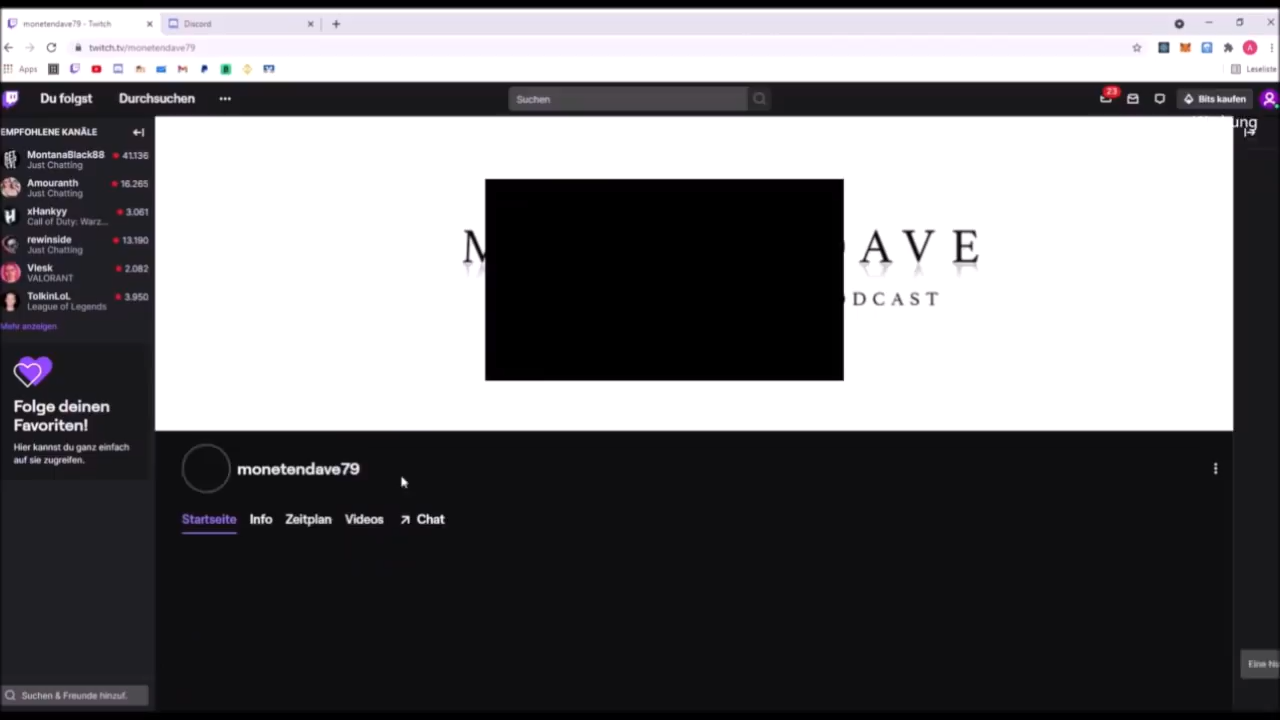 monetendave79 - Twitch
Discord
twitch.tv/monetendave79
Apps
Leseliste
Du folgst
Durchsuchen
Suchen
23
Bits kaufen
EMPFOHLENE KANÄLE
MontanaBlack88
41.136
Just Chatting
Amouranth
16.265
Just Chatting
xHankyy
3.061
Call of Duty: Warz...
rewinside
13.190
Just Chatting
Vlesk
2.082
VALORANT
TolkinLoL
3.950
League of Legends
Mehr anzeigen
Folge deinen
Favoriten!
Hier kannst du ganz einfach
auf sie zugreifen.
M AVE
DCAST
monetendave79
Startseite Info Zeitplan Videos Chat
Eine
Suchen & Freunde hinzuf.